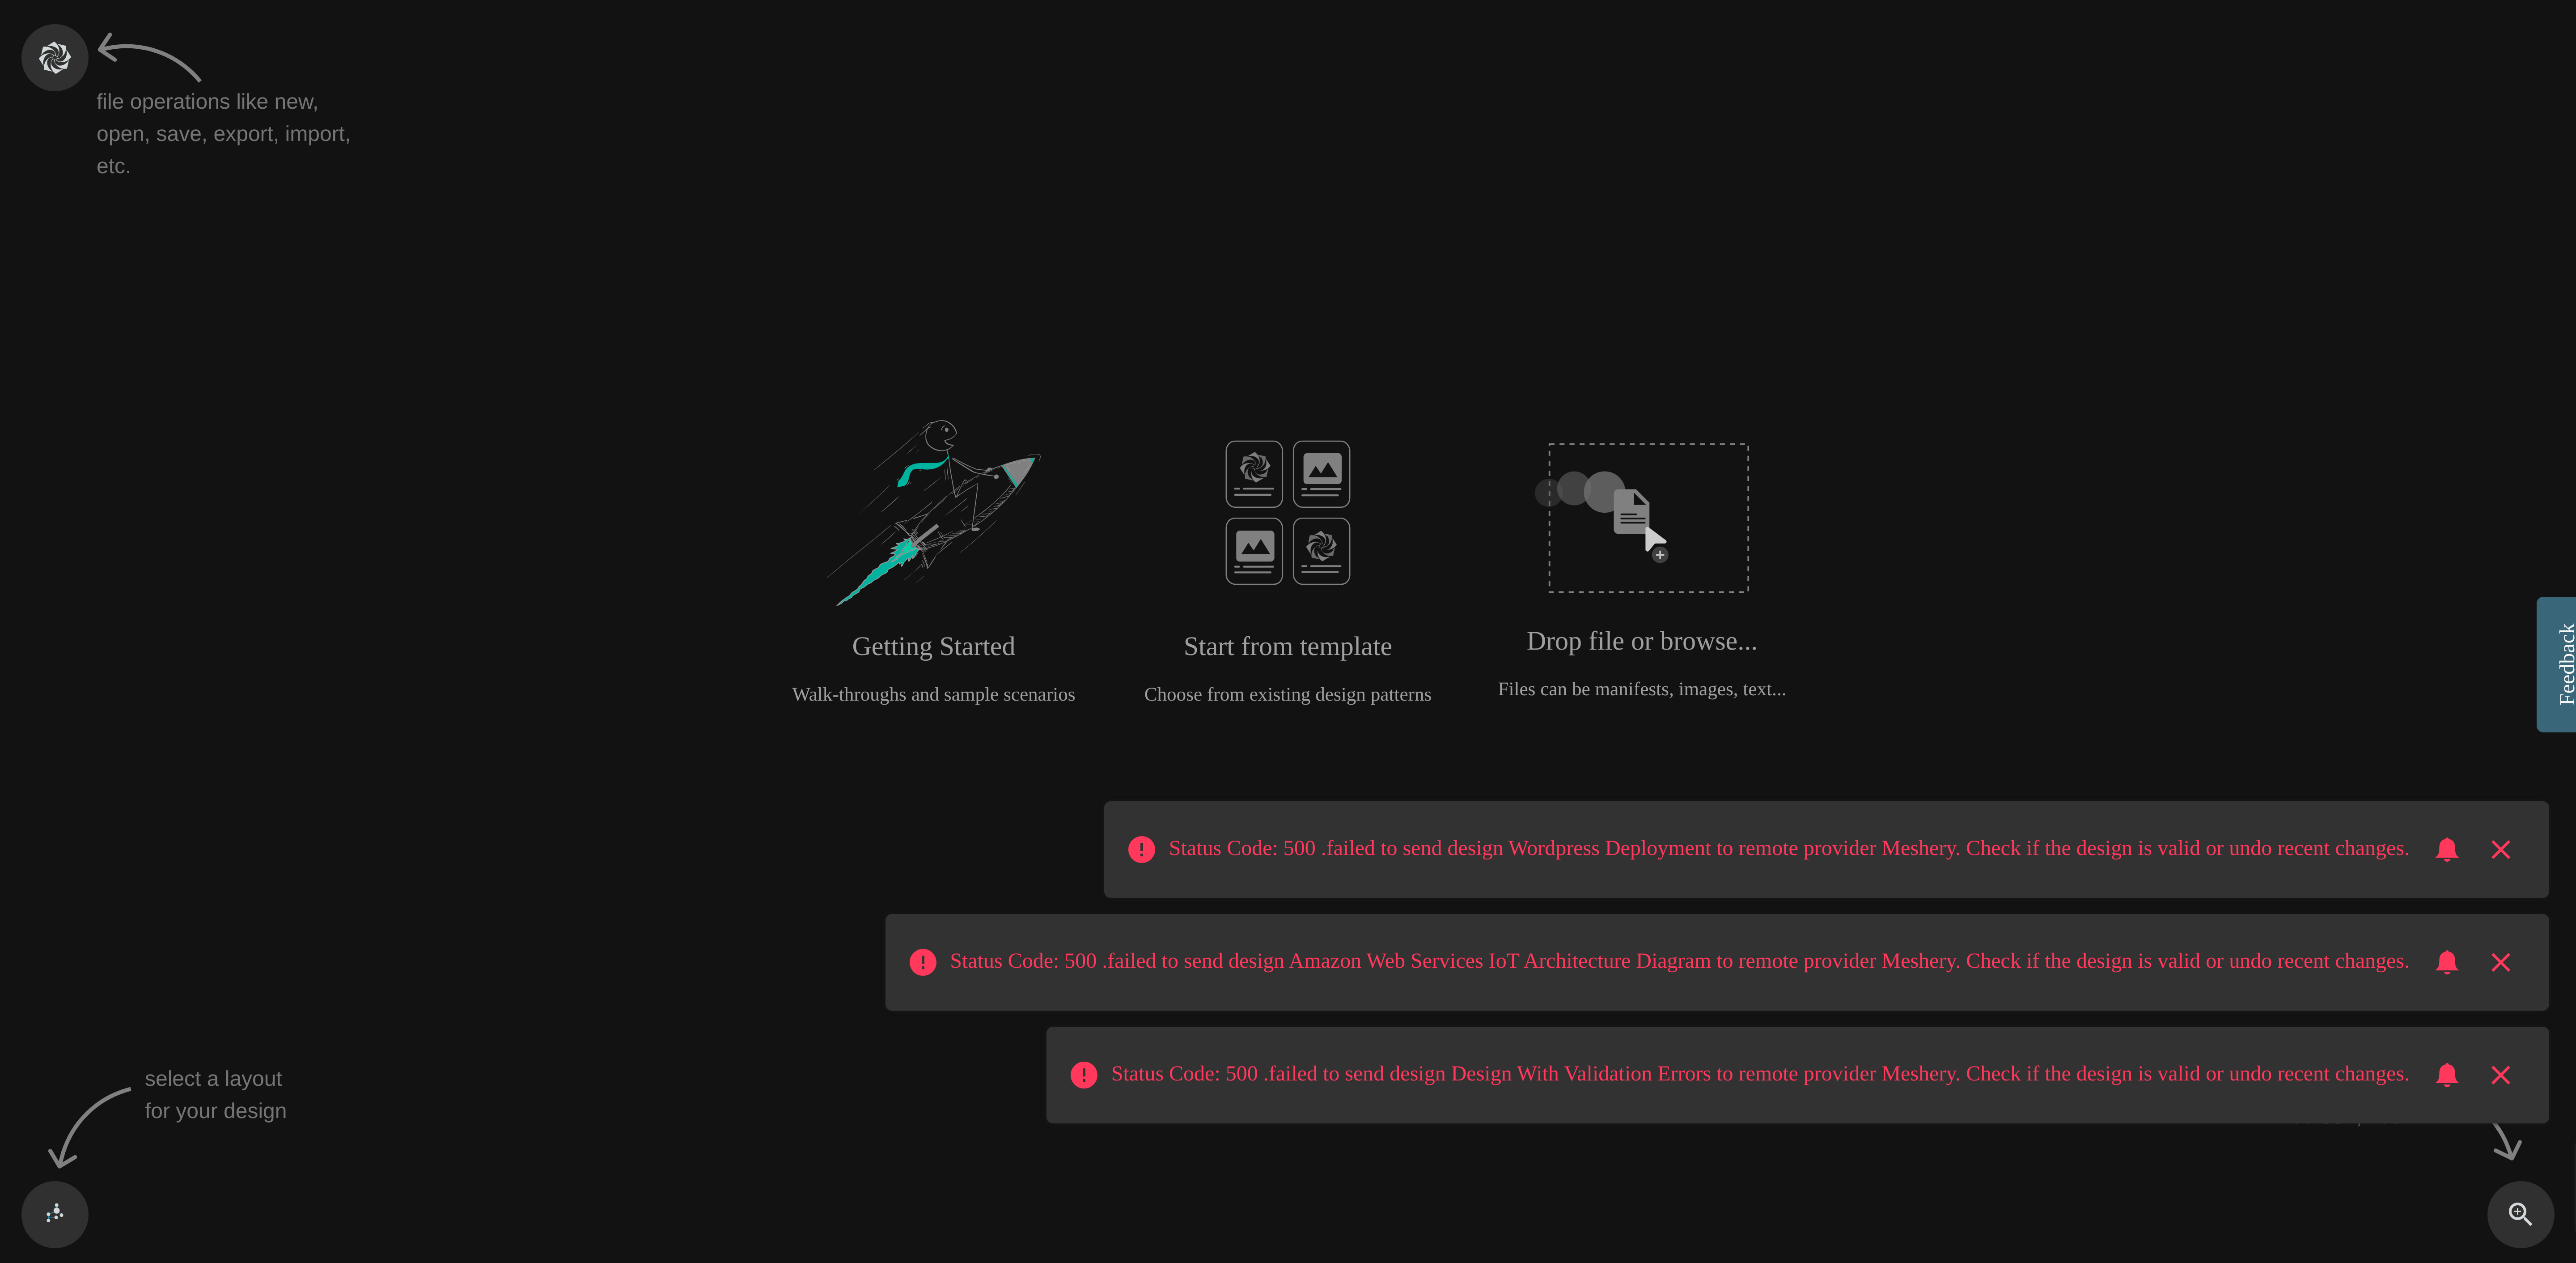 file operations like new,
open, save, export, import,
etc.
Getting Started
Walk-throughs and sample scenarios
Start from template
Choose from existing design patterns
Drop file or browse...
Files can be manifests, images, text...
Feedback
Status Code: 500 .failed to send design Wordpress Deployment to remote provider Meshery. Check if the design is valid or undo recent changes.
Status Code: 500 .failed to send design Amazon Web Services IoT Architecture Diagram to remote provider Meshery. Check if the design is valid or undo recent changes.
Status Code: 500 .failed to send design Design With Validation Errors to remote provider Meshery. Check if the design is valid or undo recent changes.
select a layout
for your design